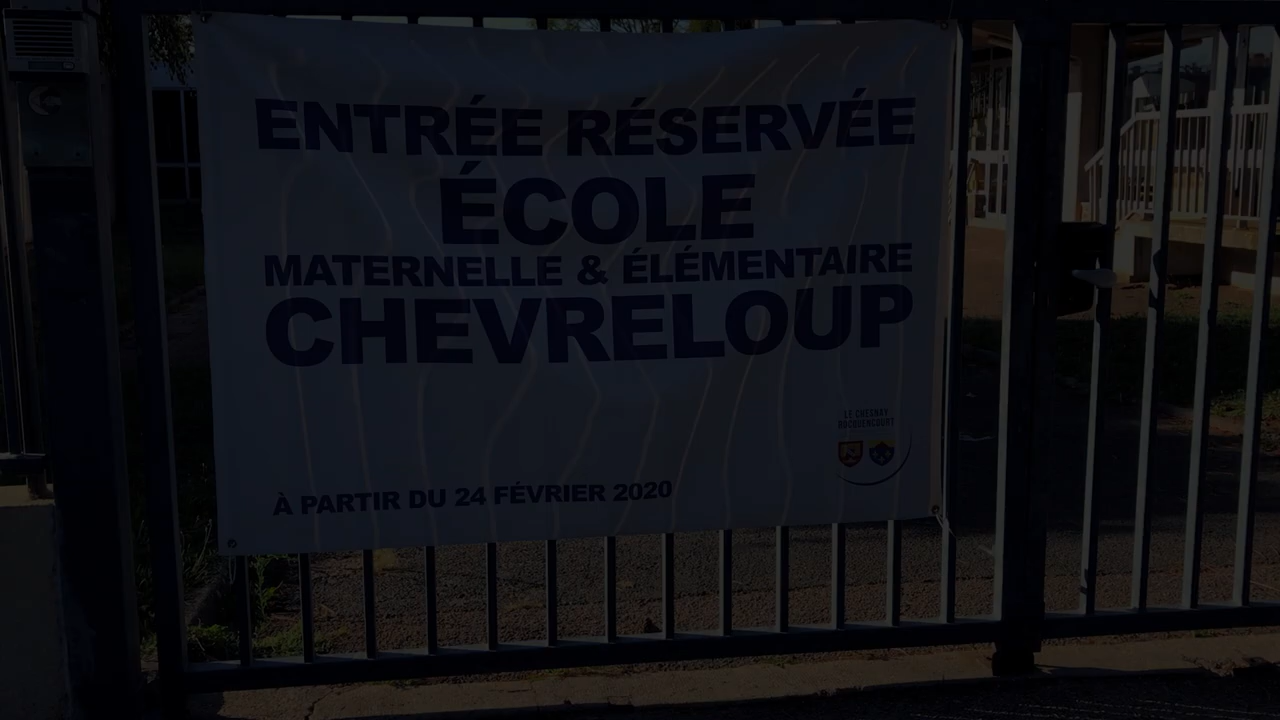 ENTRÉE RÉSERVÉE
ÉCOLE
MATERNELLE & ÉLÉMENTAIRE
CHEVRELOUP
LE CHESNAY
ROCQUENCOURT
À PARTIR DU 24 FÉVRIER 2020